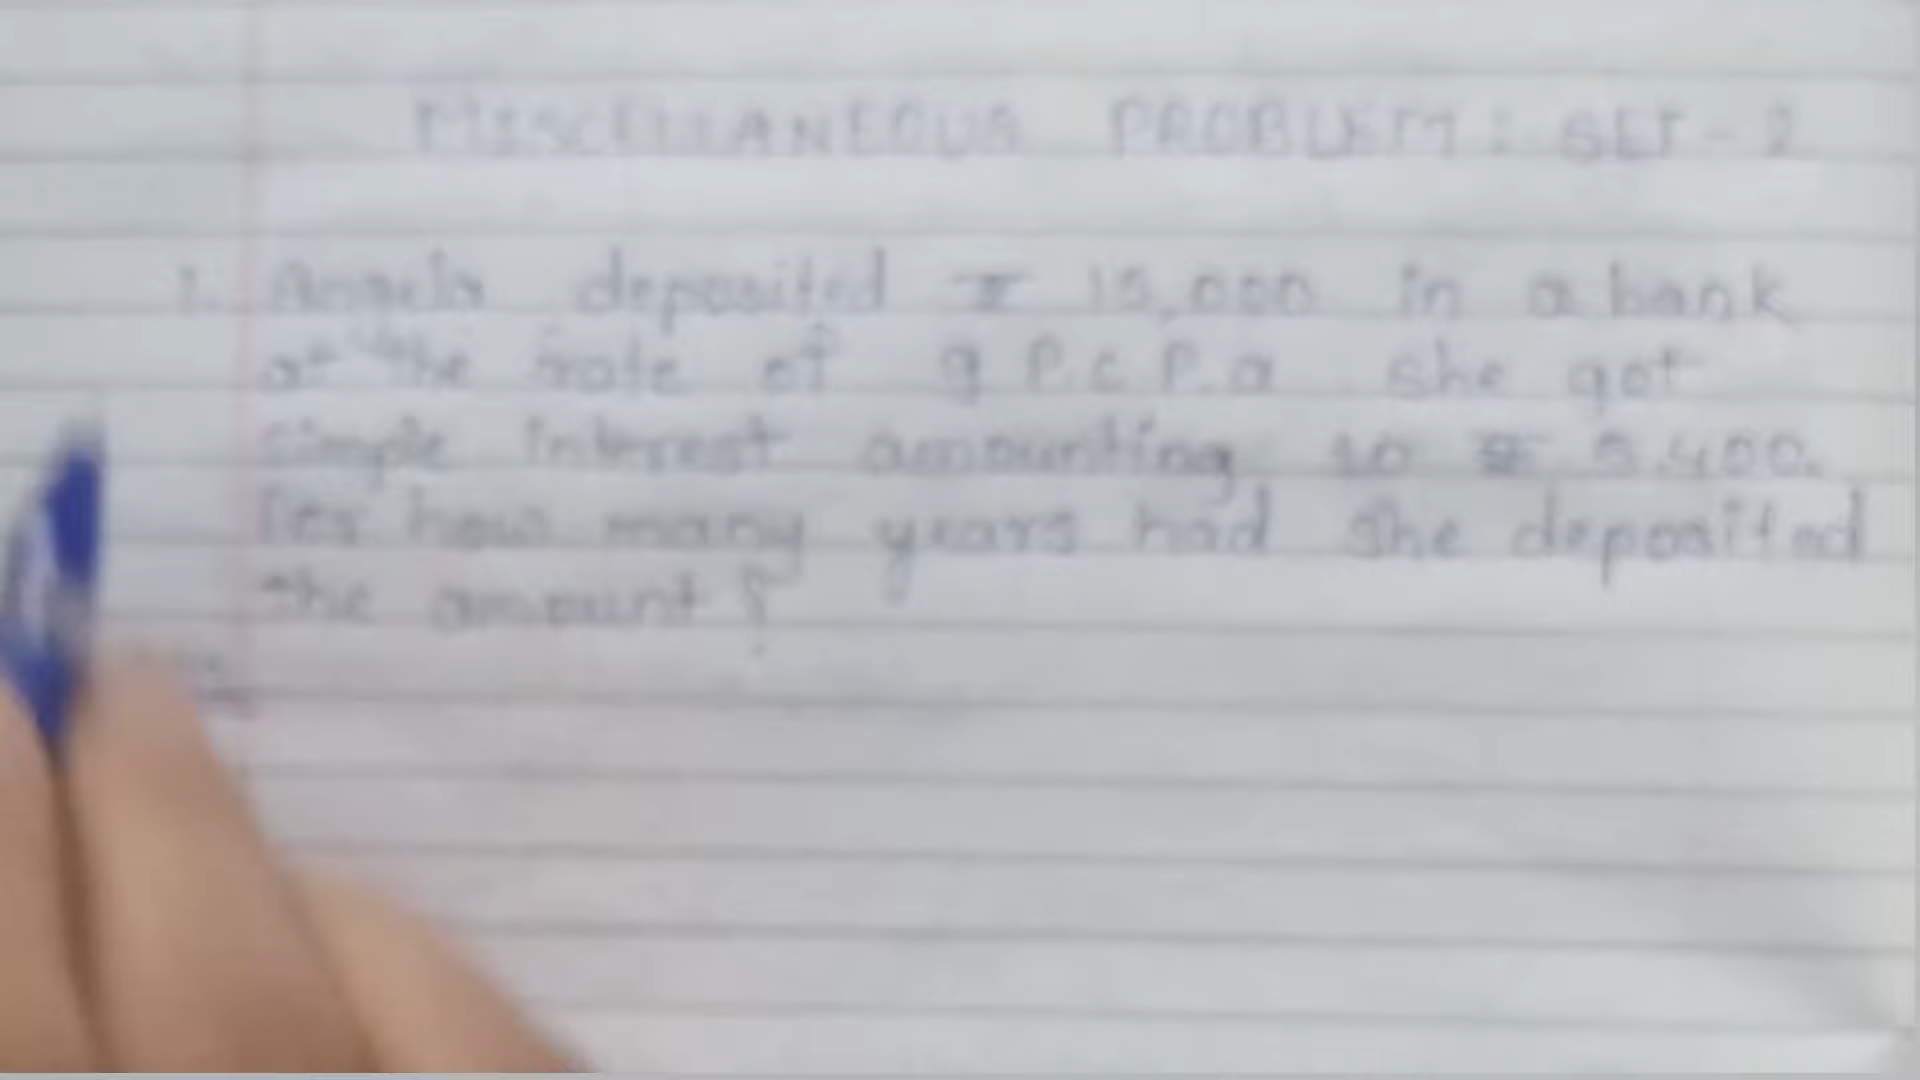 MISCELLANEOUS PROBLEM: SET - 2
1. Angela deposited ₹ 15,000 in a bank
at the rate of 9 P.c.P.a she got
simple interest amounting to ₹ 5,400.
For how many years had she deposited
the amount?